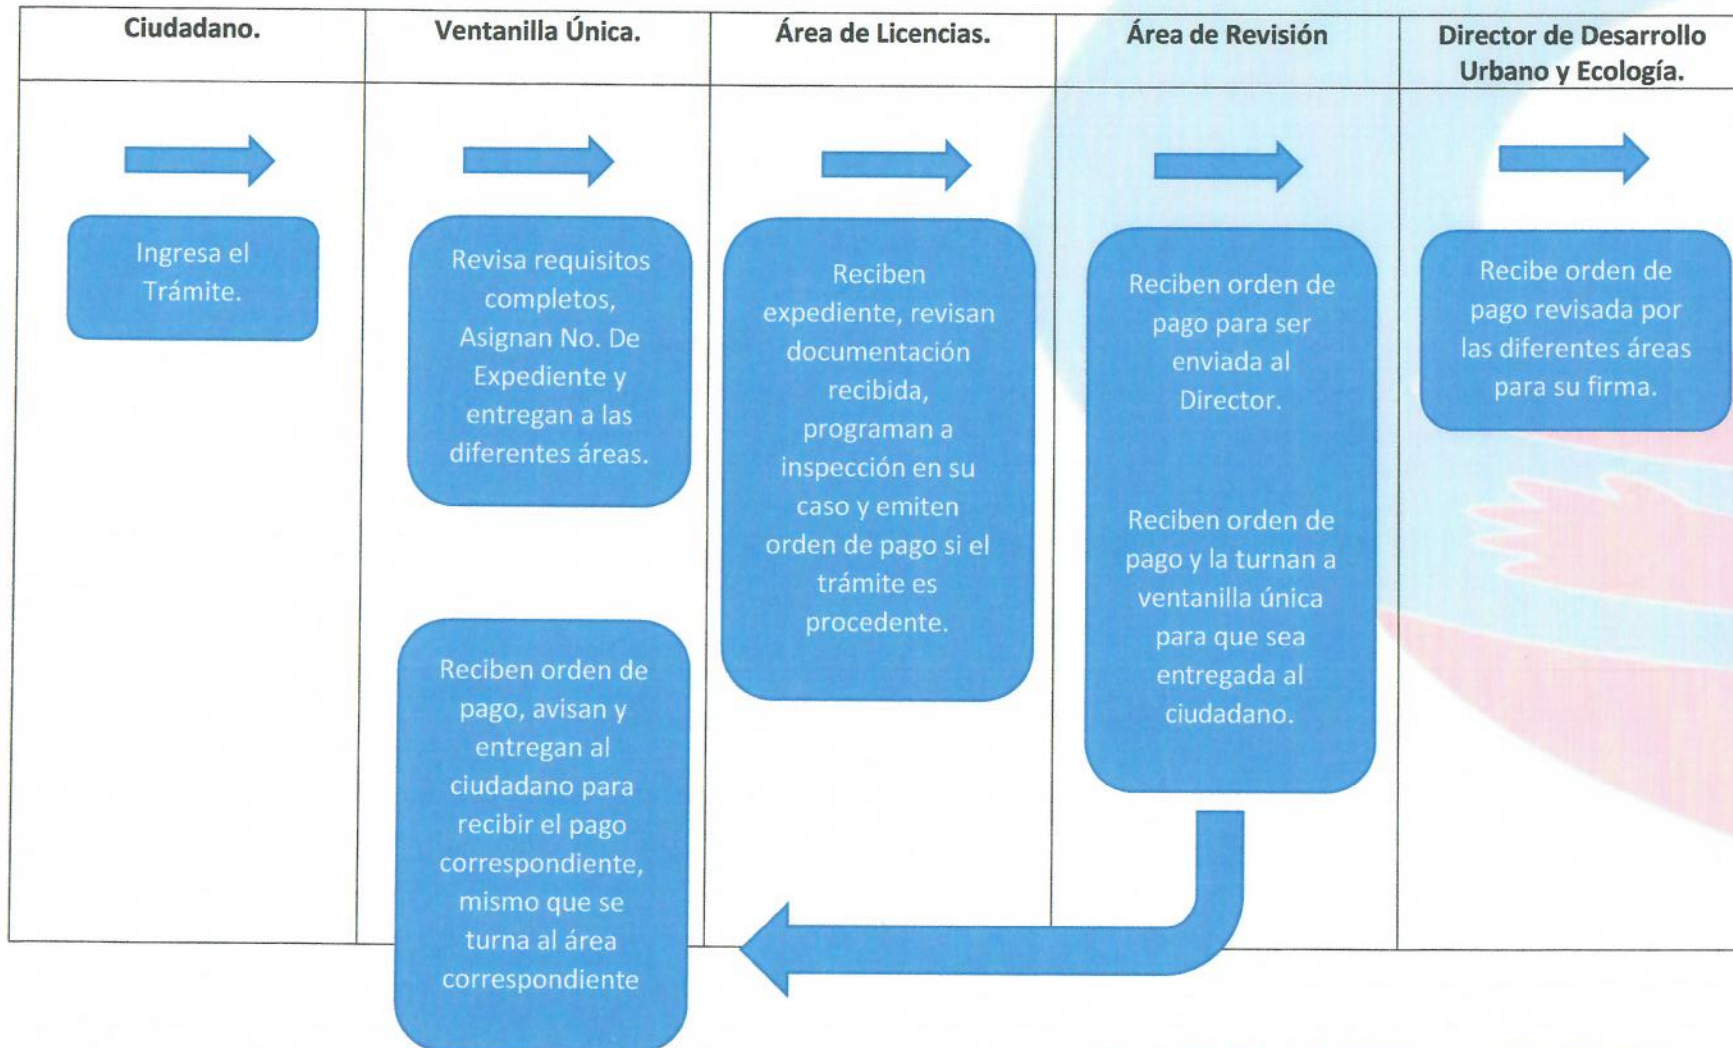 Ciudadano.
Ventanilla Única.
Área de Licencias.
Área de Revisión
Director de Desarrollo
Urbano y Ecología.
Ingresa el
Trámite.
Revisa requisitos
completos,
Asignan No. De
Expediente y
entregan a las
diferentes áreas.
Reciben orden de
pago, avisan y
entregan al
ciudadano para
recibir el pago
correspondiente,
mismo que se
turna al área
correspondiente
Reciben
expediente, revisan
documentación
recibida,
programan a
inspección en su
caso y emiten
orden de pago si el
trámite es
procedente.
Reciben orden de
pago para ser
enviada al
Director.
Reciben orden de
pago y la turnan a
ventanilla única
para que sea
entregada al
ciudadano.
Recibe orden de
pago revisada por
las diferentes áreas
para su firma.